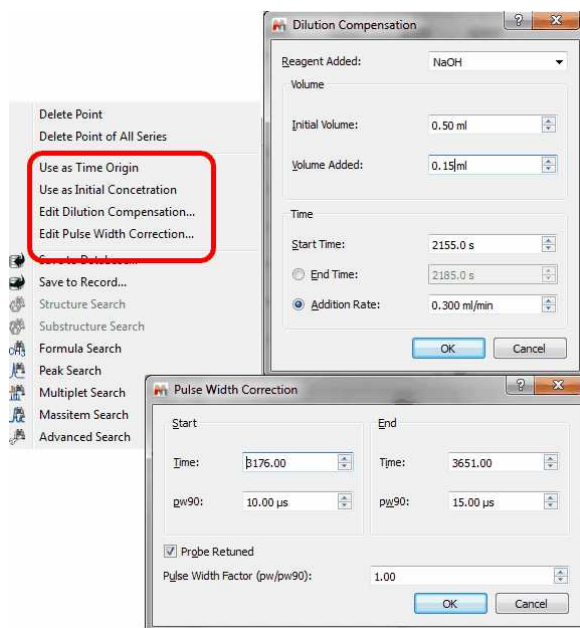 Dilution Compensation
Reagent Added: NaOH
Volume
Initial Volume: 0.50 ml
Volume Added: 0.15 ml
Time
Start Time: 2155.0 s
End Time: 2185.0 s
Addition Rate: 0.300 ml/min
OK Cancel
Delete Point
Delete Point of All Series
Use as Time Origin
Use as Initial Concetration
Edit Dilution Compensation...
Edit Pulse Width Correction...
Save to Database...
Save to Record...
Structure Search
Substructure Search
Formula Search
Peak Search
Multiplet Search
Massitem Search
Advanced Search
Pulse Width Correction
Start End
Time: 3176.00 Time: 3651.00
pw90: 10.00 µs pw90: 15.00 µs
Probe Retuned
Pulse Width Factor (pw/pw90): 1.00
OK Cancel